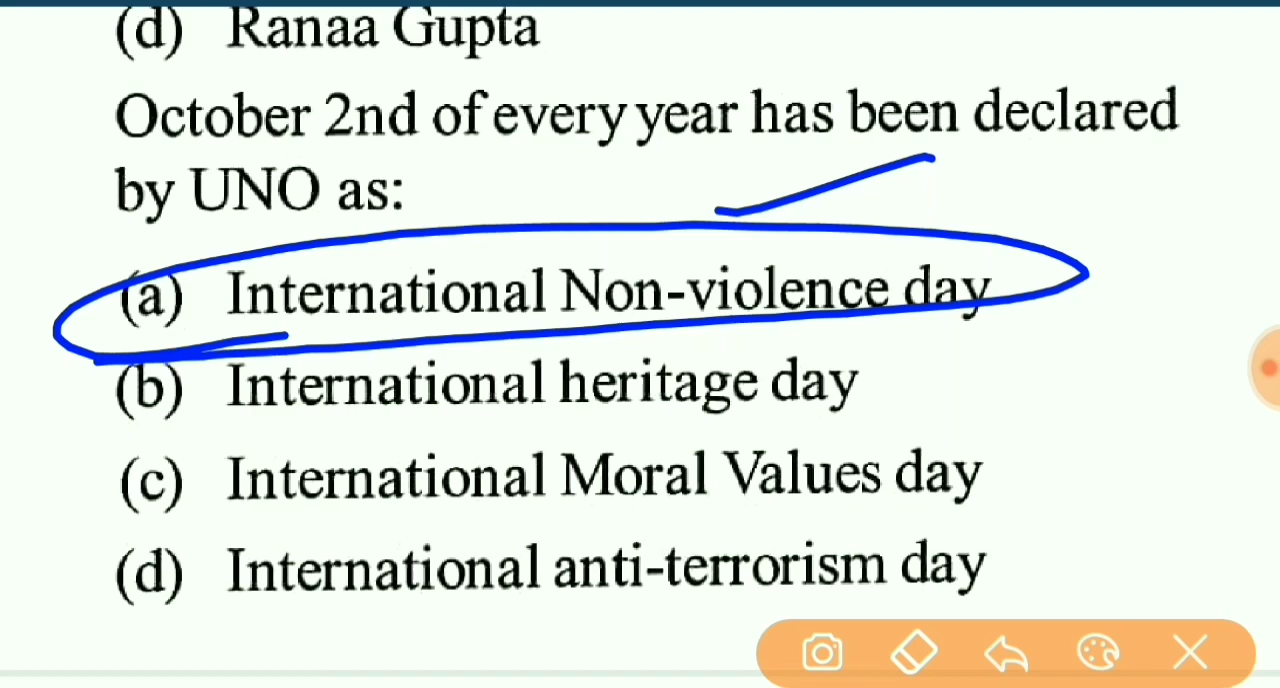 (d) Ranaa Gupta
October 2nd of every year has been declared
by UNO as:
(a) International Non-violence day
(b) International heritage day
(c) International Moral Values day
(d) International anti-terrorism day